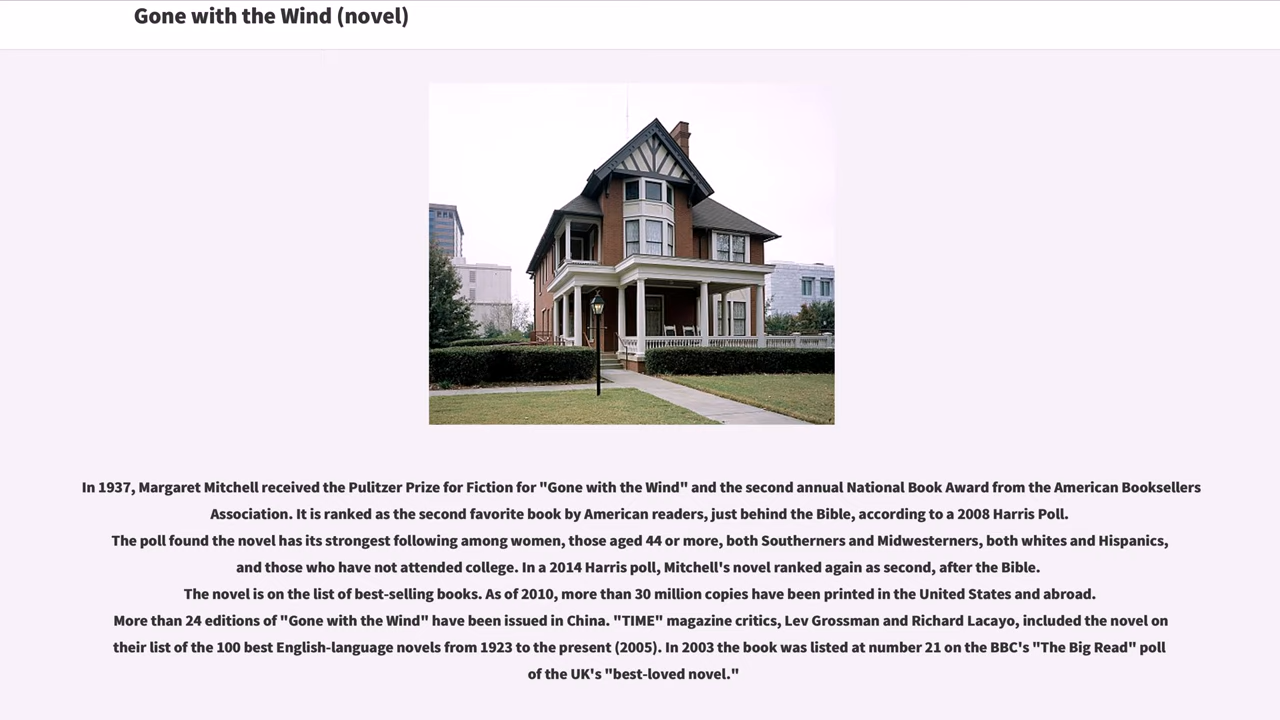 Gone with the Wind (novel)
In 1937, Margaret Mitchell received the Pulitzer Prize for Fiction for "Gone with the Wind" and the second annual National Book Award from the American Booksellers
Association. It is ranked as the second favorite book by American readers, just behind the Bible, according to a 2008 Harris Poll.
The poll found the novel has its strongest following among women, those aged 44 or more, both Southerners and Midwesterners, both whites and Hispanics,
and those who have not attended college. In a 2014 Harris poll, Mitchell's novel ranked again as second, after the Bible.
The novel is on the list of best-selling books. As of 2010, more than 30 million copies have been printed in the United States and abroad.
More than 24 editions of "Gone with the Wind" have been issued in China. "TIME" magazine critics, Lev Grossman and Richard Lacayo, included the novel on
their list of the 100 best English-language novels from 1923 to the present (2005). In 2003 the book was listed at number 21 on the BBC's "The Big Read" poll
of the UK's "best-loved novel."